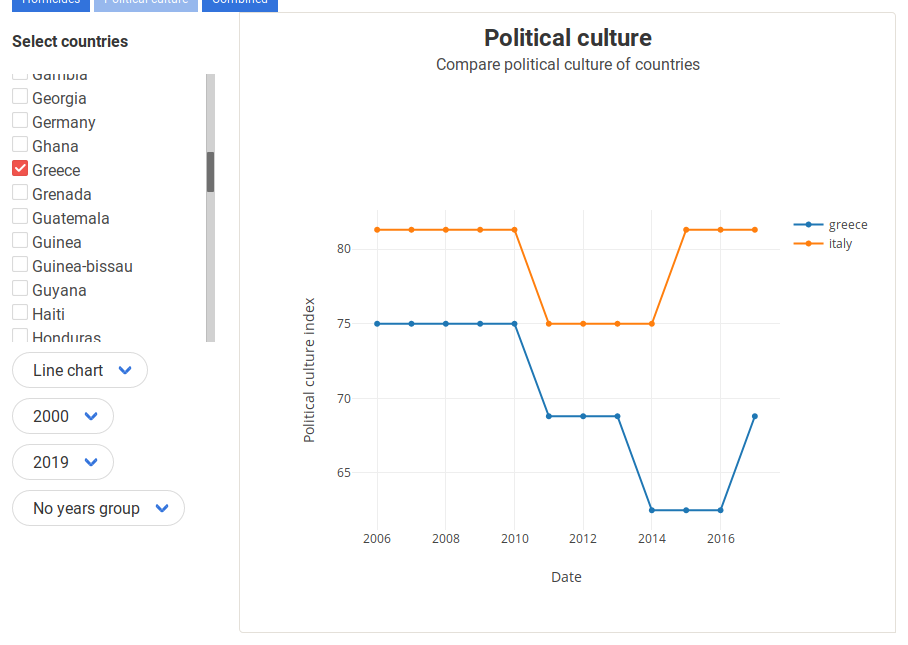 Homicides Political culture Combined
Select countries
Gambia
Georgia
Germany
Ghana
Greece
Grenada
Guatemala
Guinea
Guinea-bissau
Guyana
Haiti
Honduras
Line chart
2000
2019
No years group
Political culture
Compare political culture of countries
greece
italy
Political culture index
80
75
70
65
2006 2008 2010 2012 2014 2016
Date